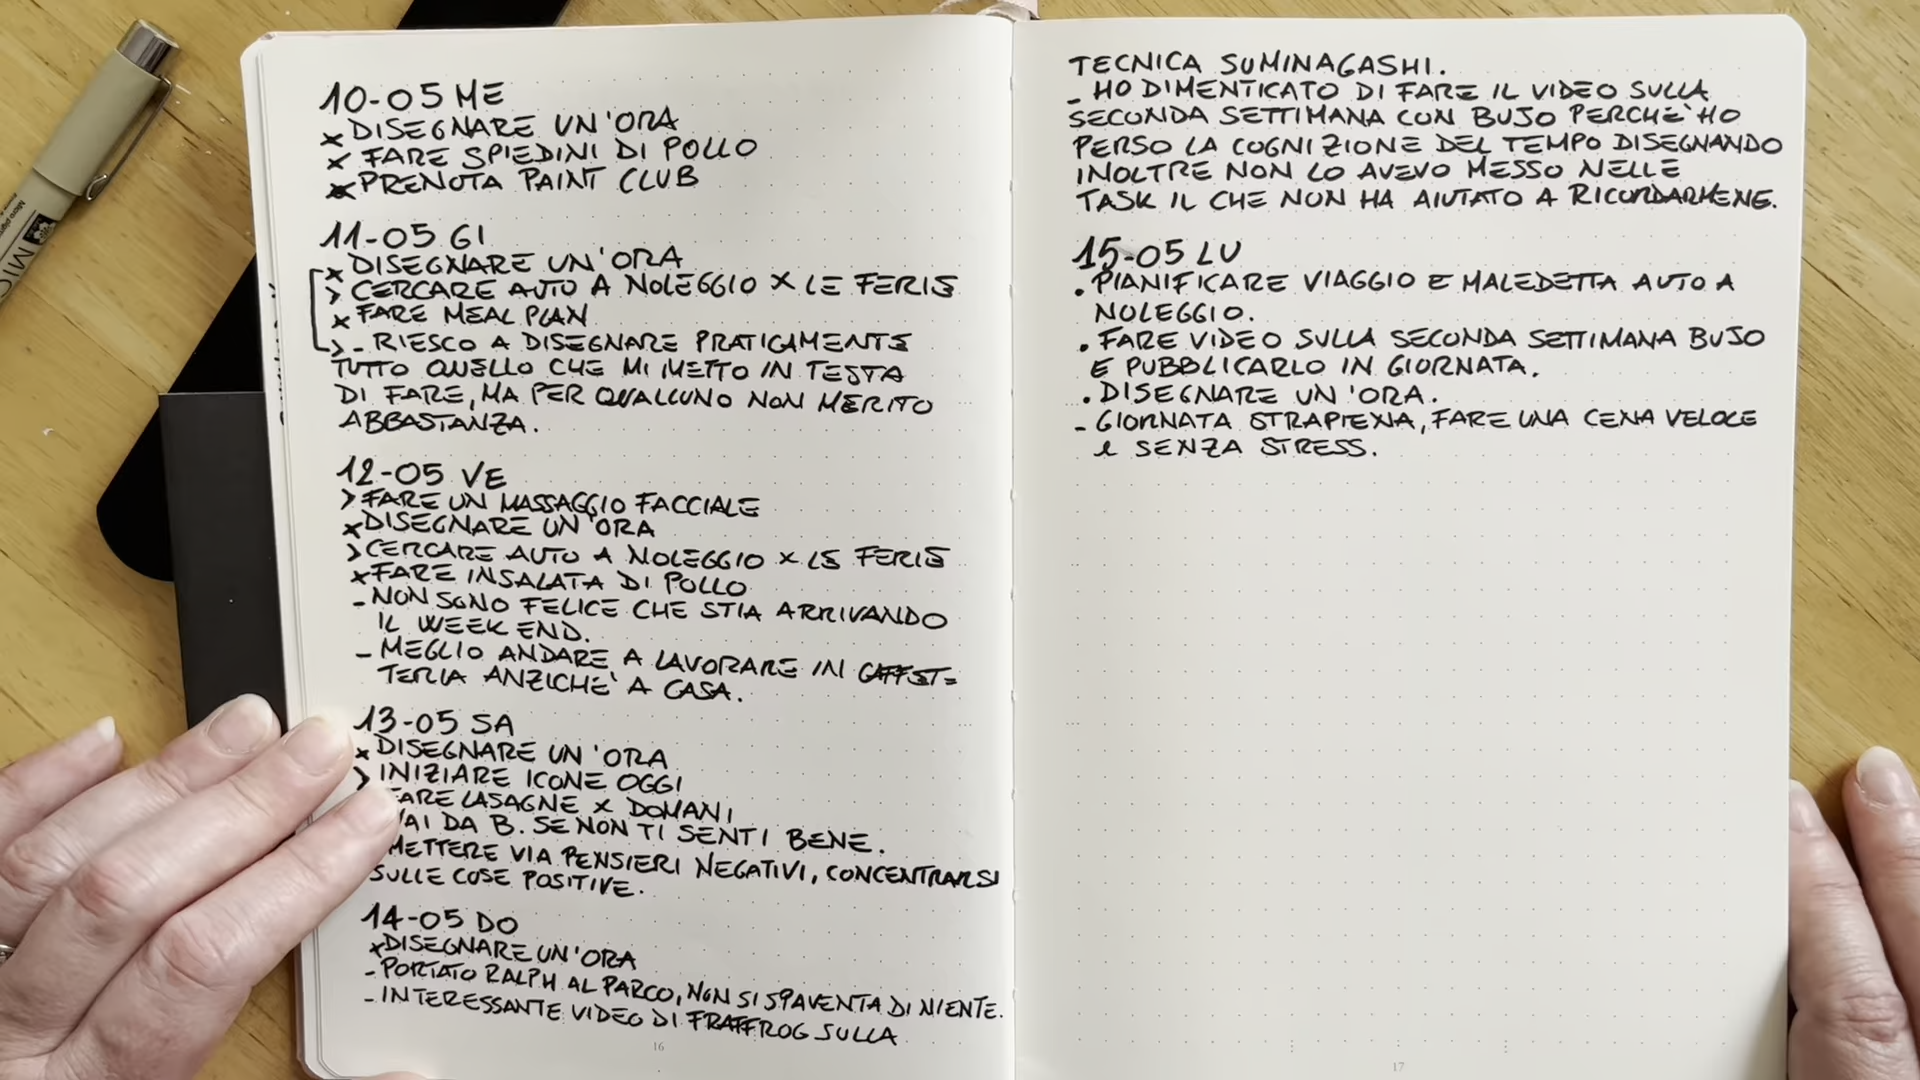 10-05 ME
× DISEGNARE UN'ORA
× FARE SPIEDINI DI POLLO
× PRENOTA PAINT CLUB
11-05 GI
× DISEGNARE UN'ORA
> CERCARE AUTO A NOLEGGIO × LE FERIE
× FARE MEAL PLAN
> - RIESCO A DISEGNARE PRATICAMENTE
TUTTO QUELLO CHE MI METTO IN TESTA
DI FARE, MA PER QUALCUNO NON MERITO
ABBASTANZA.
12-05 VE
> FARE UN MASSAGGIO FACCIALE
× DISEGNARE UN'ORA
> CERCARE AUTO A NOLEGGIO × LE FERIE
× FARE INSALATA DI POLLO
- NON SONO FELICE CHE STIA ARRIVANDO
IL WEEK END.
- MEGLIO ANDARE A LAVORARE IN CAFFET=
TERIA ANZICHE' A CASA.
13-05 SA
× DISEGNARE UN'ORA
> INIZIARE ICONE OGGI
FARE LASAGNE × DOMANI
VAI DA B. SE NON TI SENTI BENE.
METTERE VIA PENSIERI NEGATIVI, CONCENTRARSI
SULLE COSE POSITIVE.
14-05 DO
× DISEGNARE UN'ORA
- PORTATO RALPH AL PARCO, NON SI SPAVENTA DI NIENTE.
- INTERESSANTE VIDEO DI FRAFFROG SULLA
16
TECNICA SUMINAGASHI.
- HO DIMENTICATO DI FARE IL VIDEO SULLA
SECONDA SETTIMANA CON BUJO PERCHE' HO
PERSO LA COGNIZIONE DEL TEMPO DISEGNANDO
INOLTRE NON LO AVEVO MESSO NELLE
TASK IL CHE NON HA AIUTATO A RICORDARMENE.
15-05 LU
• PIANIFICARE VIAGGIO E MALEDETTA AUTO A
NOLEGGIO.
• FARE VIDEO SULLA SECONDA SETTIMANA BUJO
E PUBBLICARLO IN GIORNATA.
• DISEGNARE UN'ORA.
- GIORNATA STRAPIENA, FARE UNA CENA VELOCE
e SENZA STRESS.
17